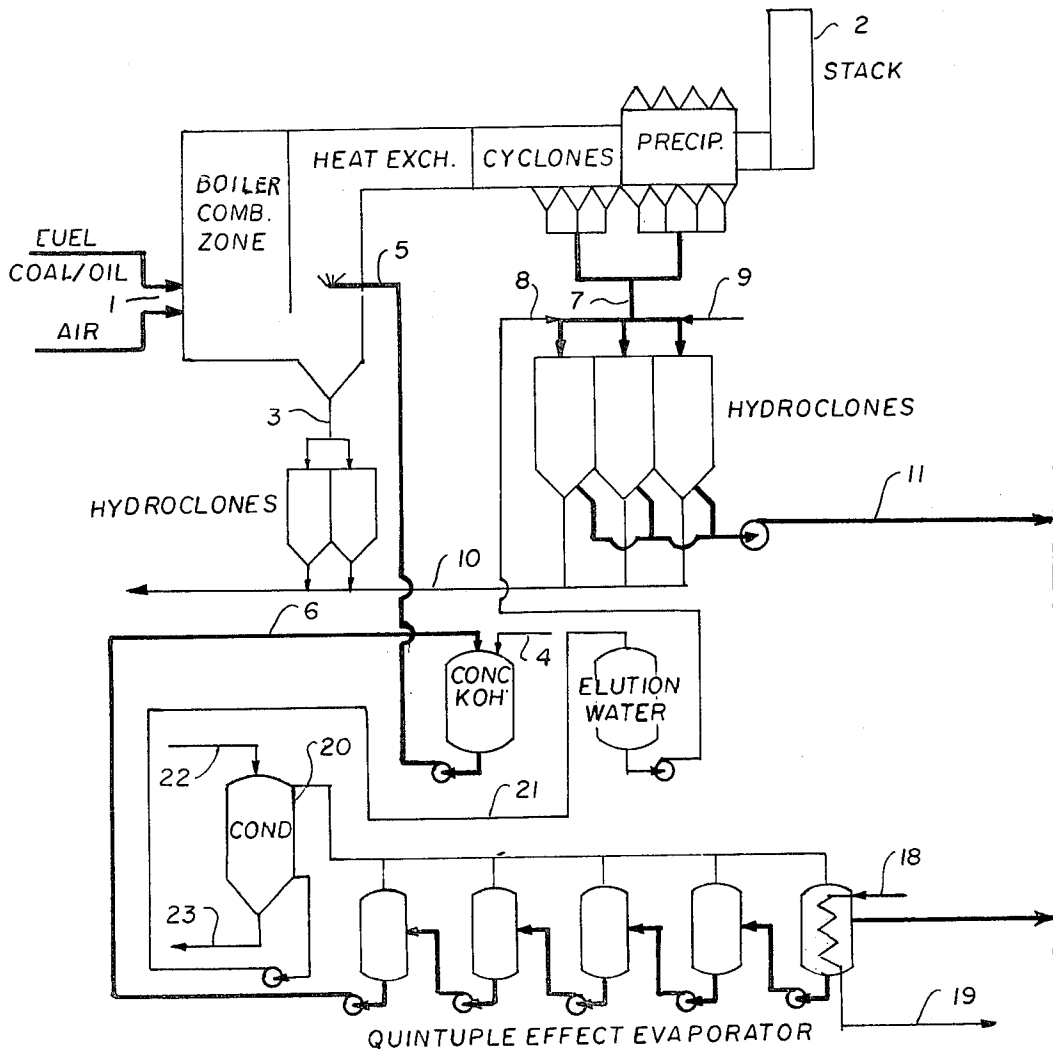 2
STACK
PRECIP.
HEAT EXCH.
CYCLONES
BOILER
COMB.
ZONE
FUEL
COAL/OIL
1
AIR
5
8
7
9
3
HYDROCLONES
HYDROCLONES
11
10
6
4
CONC
KOH
ELUTION
WATER
22
20
21
COND
18
23
19
QUINTUPLE EFFECT EVAPORATOR